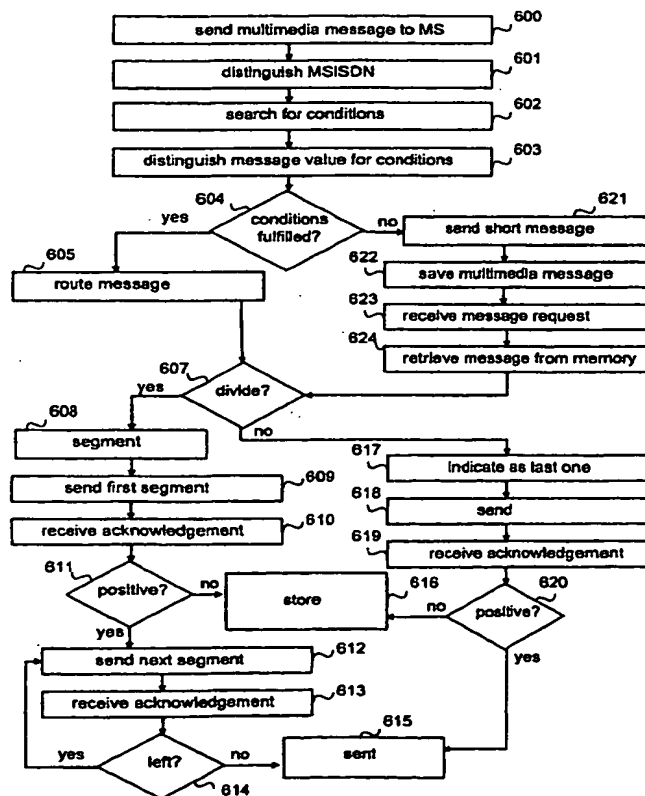 600
send multimedia message to MS
601
distinguish MSISDN
602
search for conditions
603
distinguish message value for conditions
604
yes
conditions
fulfilled?
no
621
send short message
605
route message
622
save multimedia message
623
receive message request
624
retrieve message from memory
607
yes
divide?
no
608
segment
617
indicate as last one
609
send first segment
618
send
610
receive acknowledgement
619
receive acknowledgement
611
positive?
no
616
store
620
no
positive?
yes
yes
612
send next segment
613
receive acknowledgement
615
sent
yes
left?
no
614